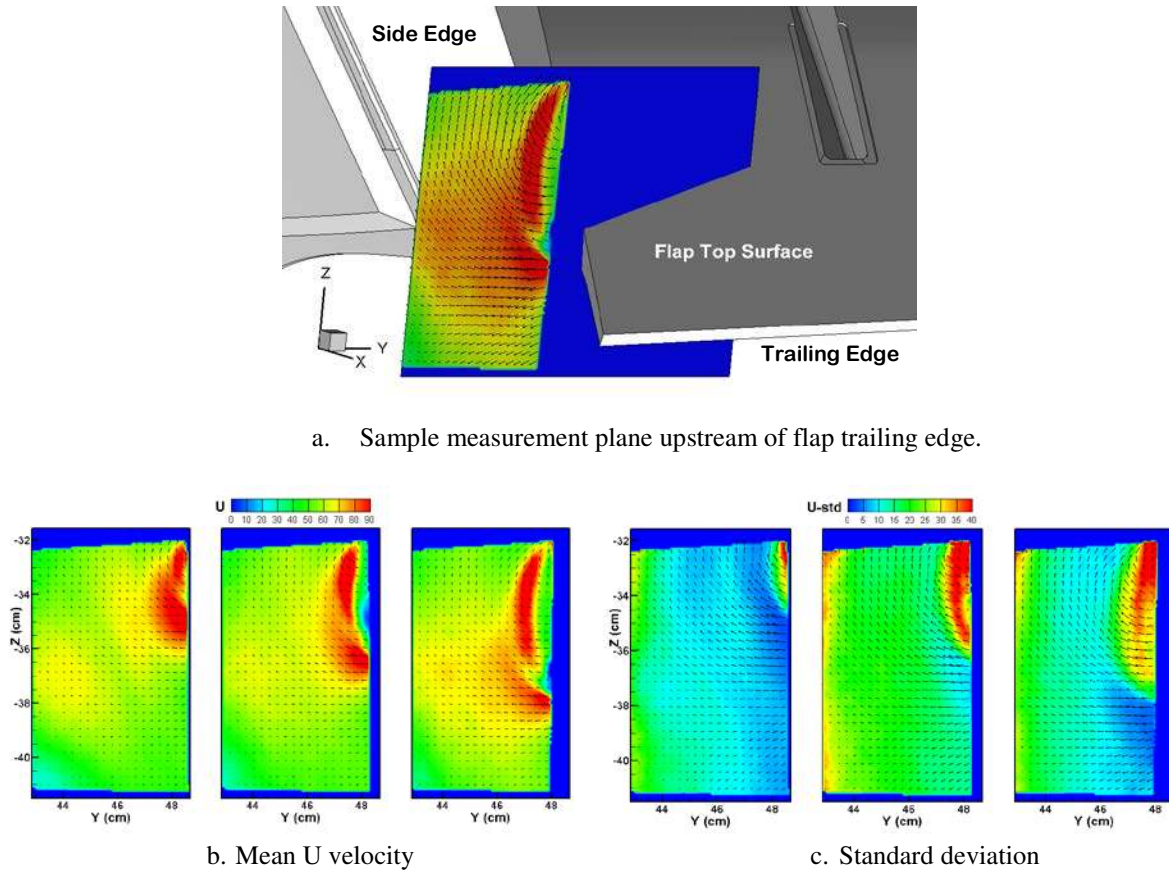 Side Edge
Flap Top Surface
Z
Y
X
Trailing Edge
a. Sample measurement plane upstream of flap trailing edge.
U
0 10 20 30 40 50 60 70 80 90
U-std
0 5 10 15 20 25 30 35 40
-32
-34
-36
-38
-40
Z (cm)
44 46 48
Y (cm)
44 46 48
Y (cm)
44 46 48
Y (cm)
-32
-34
-36
-38
-40
Z (cm)
44 46 48
Y (cm)
44 46 48
Y (cm)
44 46 48
Y (cm)
b. Mean U velocity
c. Standard deviation